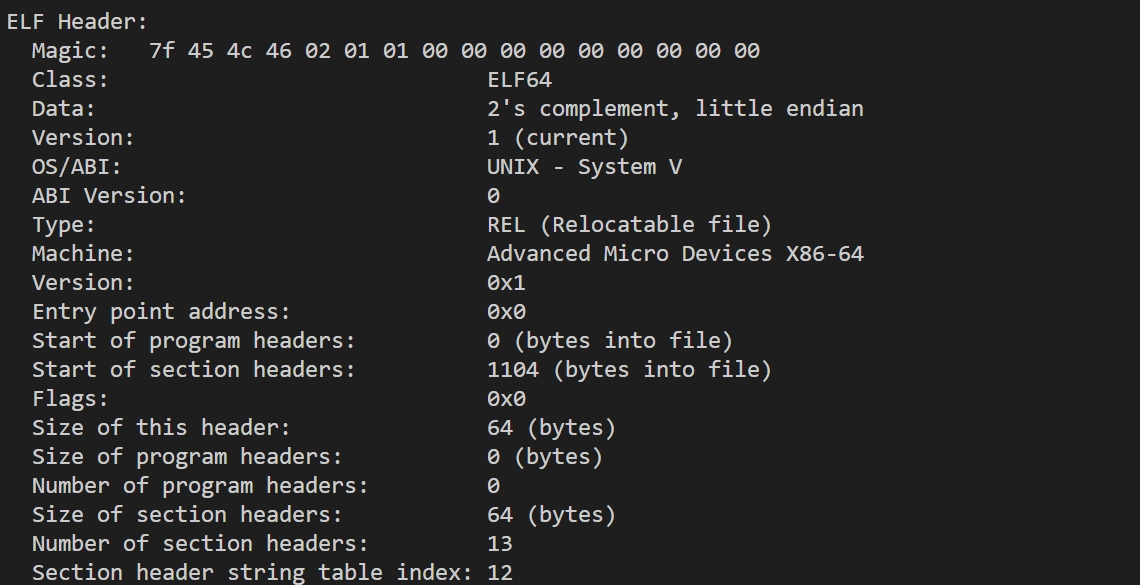 ELF Header:
  Magic:   7f 45 4c 46 02 01 01 00 00 00 00 00 00 00 00 00
  Class:                             ELF64
  Data:                              2's complement, little endian
  Version:                           1 (current)
  OS/ABI:                            UNIX - System V
  ABI Version:                       0
  Type:                              REL (Relocatable file)
  Machine:                           Advanced Micro Devices X86-64
  Version:                           0x1
  Entry point address:               0x0
  Start of program headers:          0 (bytes into file)
  Start of section headers:          1104 (bytes into file)
  Flags:                             0x0
  Size of this header:               64 (bytes)
  Size of program headers:           0 (bytes)
  Number of program headers:         0
  Size of section headers:           64 (bytes)
  Number of section headers:         13
  Section header string table index: 12